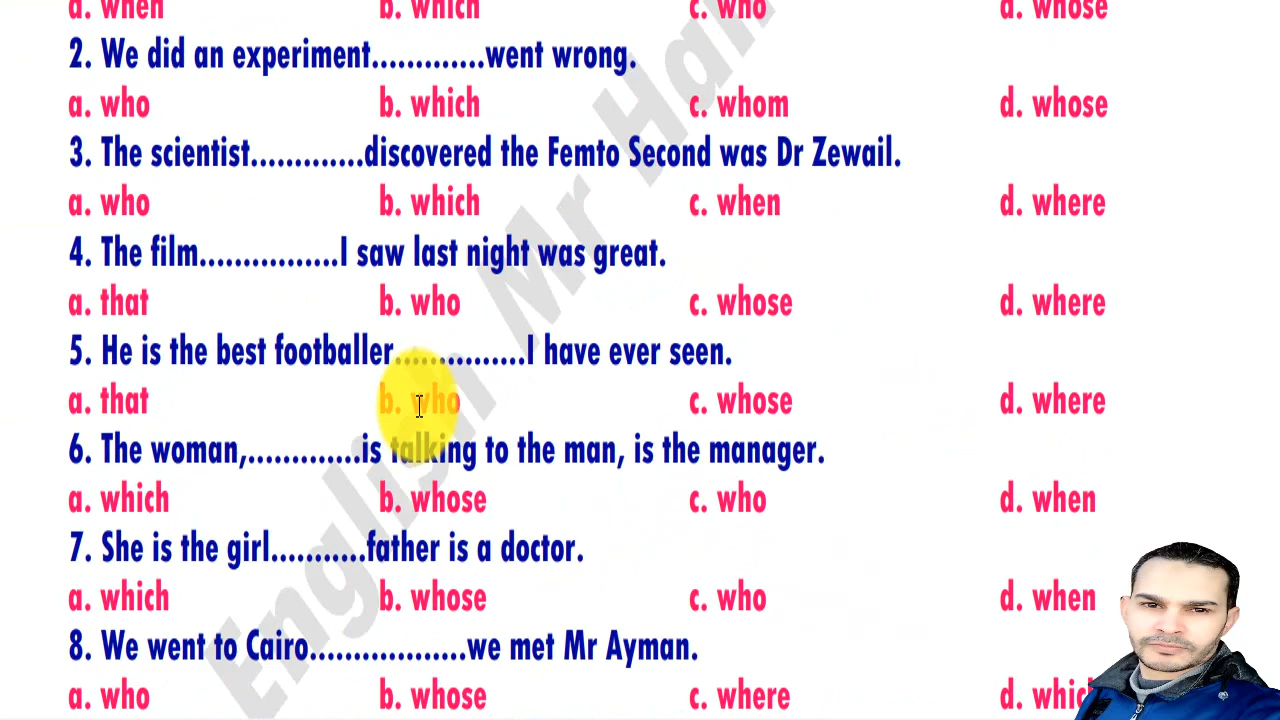 a. when b. which c. who d. whose
2. We did an experiment.............went wrong.
a. who b. which c. whom d. whose
3. The scientist.............discovered the Femto Second was Dr Zewail.
a. who b. which c. when d. where
4. The film................I saw last night was great.
a. that b. who c. whose d. where
5. He is the best footballer...............I have ever seen.
a. that b. who c. whose d. where
6. The woman,.............is talking to the man, is the manager.
a. which b. whose c. who d. when
7. She is the girl...........father is a doctor.
a. which b. whose c. who d. when
8. We went to Cairo..................we met Mr Ayman.
a. who b. whose c. where d.
English Mr